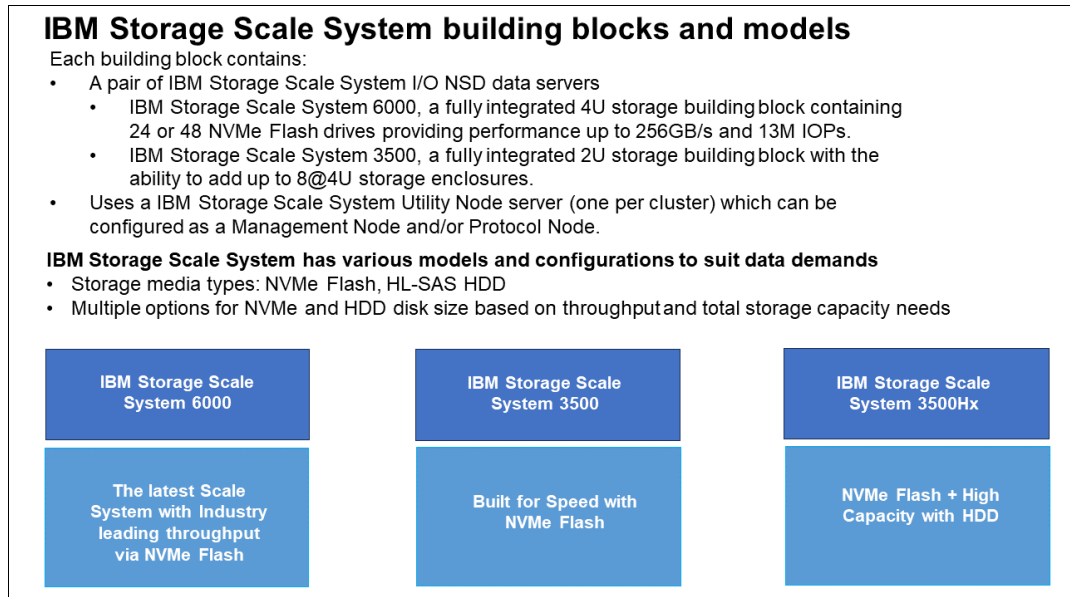 IBM Storage Scale System building blocks and models
Each building block contains:
• A pair of IBM Storage Scale System I/O NSD data servers
• IBM Storage Scale System 6000, a fully integrated 4U storage building block containing
24 or 48 NVMe Flash drives providing performance up to 256GB/s and 13M IOPs.
• IBM Storage Scale System 3500, a fully integrated 2U storage building block with the
ability to add up to 8@4U storage enclosures.
• Uses a IBM Storage Scale System Utility Node server (one per cluster) which can be
configured as a Management Node and/or Protocol Node.
IBM Storage Scale System has various models and configurations to suit data demands
• Storage media types: NVMe Flash, HL-SAS HDD
• Multiple options for NVMe and HDD disk size based on throughput and total storage capacity needs
IBM Storage Scale
System 6000
The latest Scale
System with Industry
leading throughput
via NVMe Flash
IBM Storage Scale
System 3500
Built for Speed with
NVMe Flash
IBM Storage Scale
System 3500Hx
NVMe Flash + High
Capacity with HDD